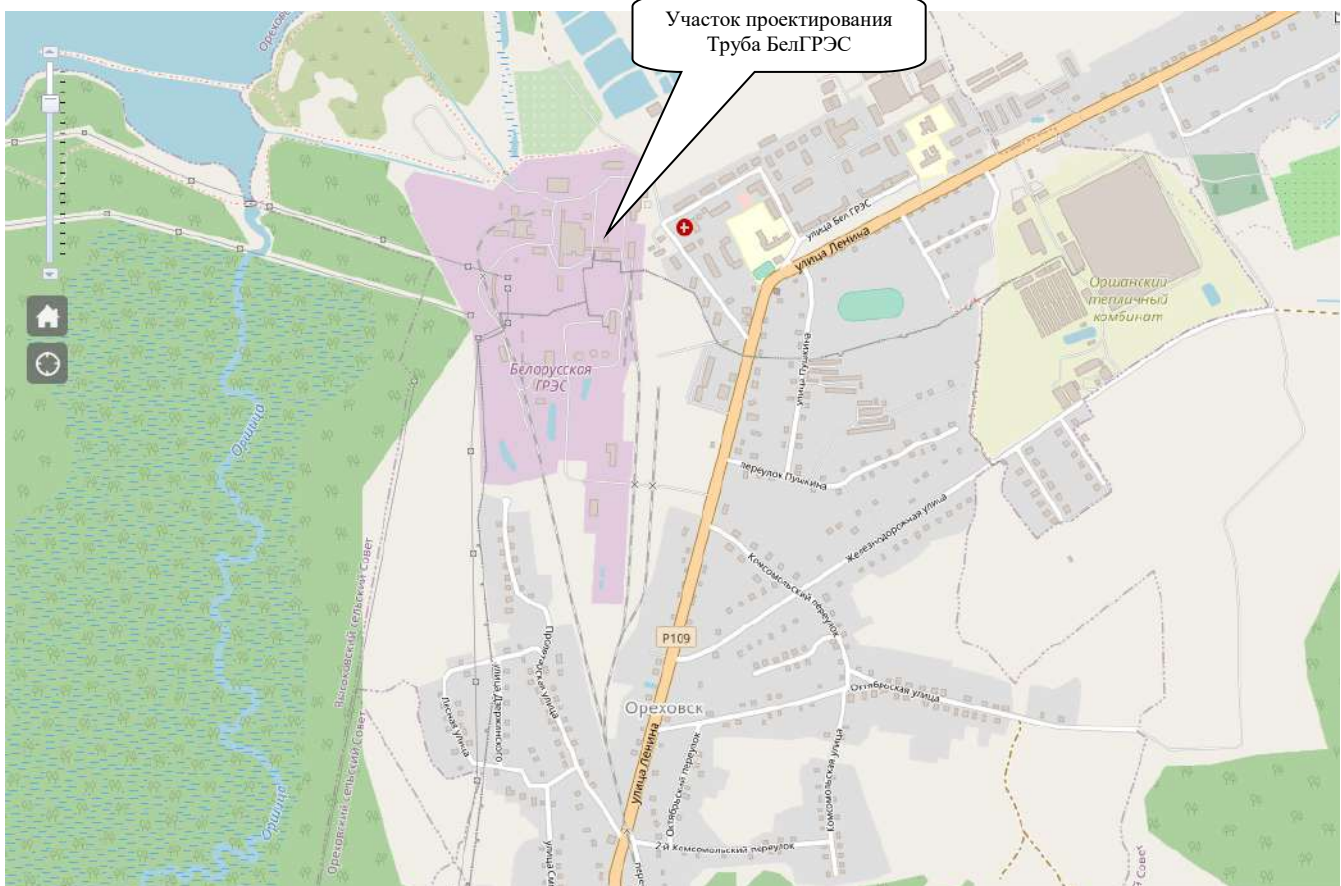 Участок проектирования
Труба БелГРЭС
улица Бел ГРЭС
улица Ленина
Оршанский
тепличный
комбинат
Белорусская
ГРЭС
улица Пушкина
Оршица
переулок Пушкина
Железнодорожная улица
Комсомольский переулок
Высоковский сельский Совет
Ореховский сельский Совет
Р109
Пролетарская улица
улица Дзержинского
Лесная улица
Октябрьская улица
Ореховск
улица Ленина
Октябрьский переулок
Комсомольская улица
Оршица
2-й Комсомольский переулок